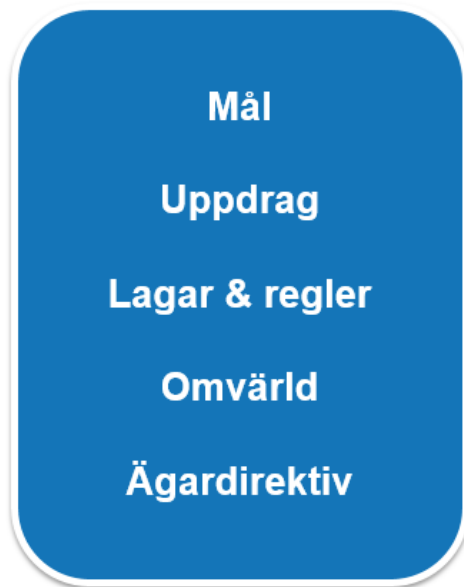 Mål
Uppdrag
Lagar & regler
Omvärld
Ägardirektiv